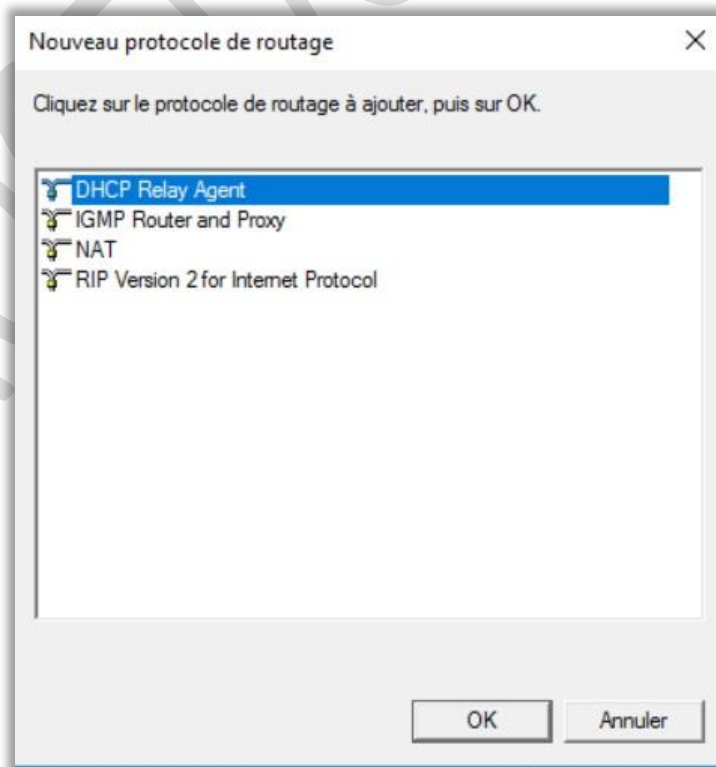 Nouveau protocole de routage
Cliquez sur le protocole de routage à ajouter, puis sur OK.
DHCP Relay Agent
IGMP Router and Proxy
NAT
RIP Version 2 for Internet Protocol
OK
Annuler